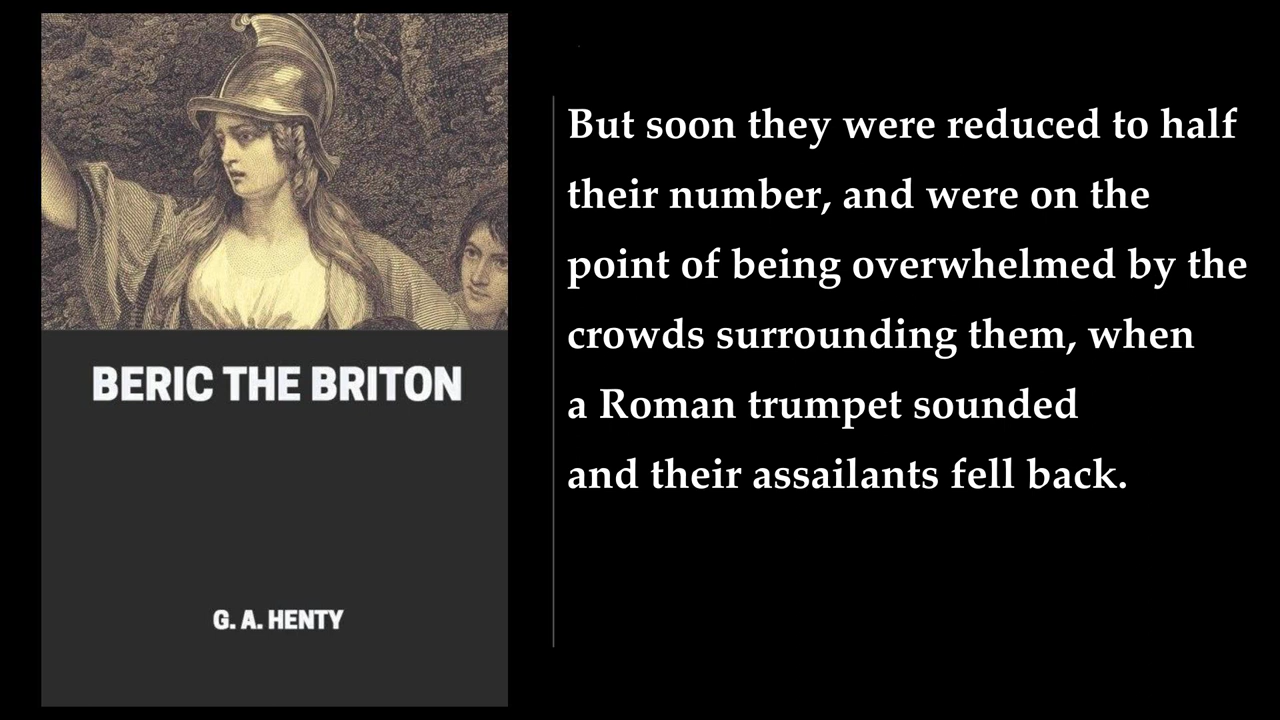 BERIC THE BRITON
G. A. HENTY
But soon they were reduced to half
their number, and were on the
point of being overwhelmed by the
crowds surrounding them, when
a Roman trumpet sounded
and their assailants fell back.